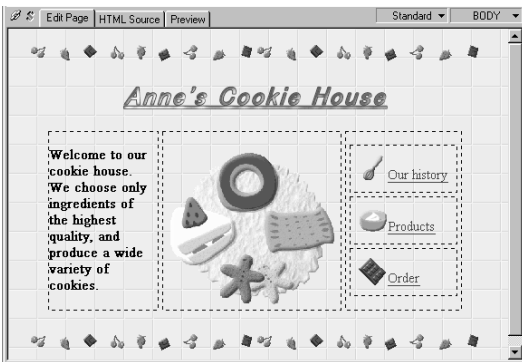 Edit Page HTML Source Preview Standard BODY
Anne's Cookie House
Welcome to our
cookie house.
We choose only
ingredients of
the highest
quality, and
produce a wide
variety of
cookies.
Our history
Products
Order